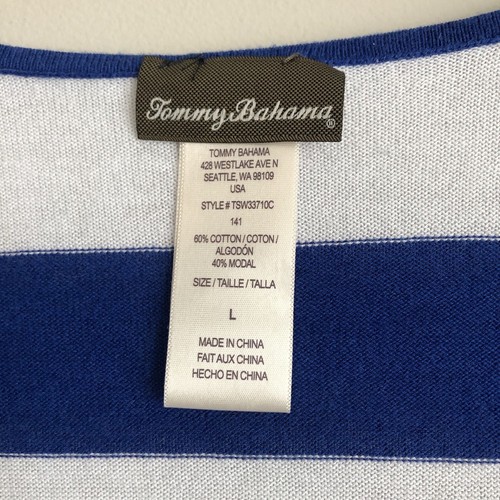 Tommy Bahama®
TOMMY BAHAMA
428 WESTLAKE AVE N
SEATTLE, WA 98109
USA
STYLE # TSW33710C
141
60% COTTON / COTON /
ALGODÓN
40% MODAL
SIZE / TAILLE / TALLA
L
MADE IN CHINA
FAIT AUX CHINA
HECHO EN CHINA